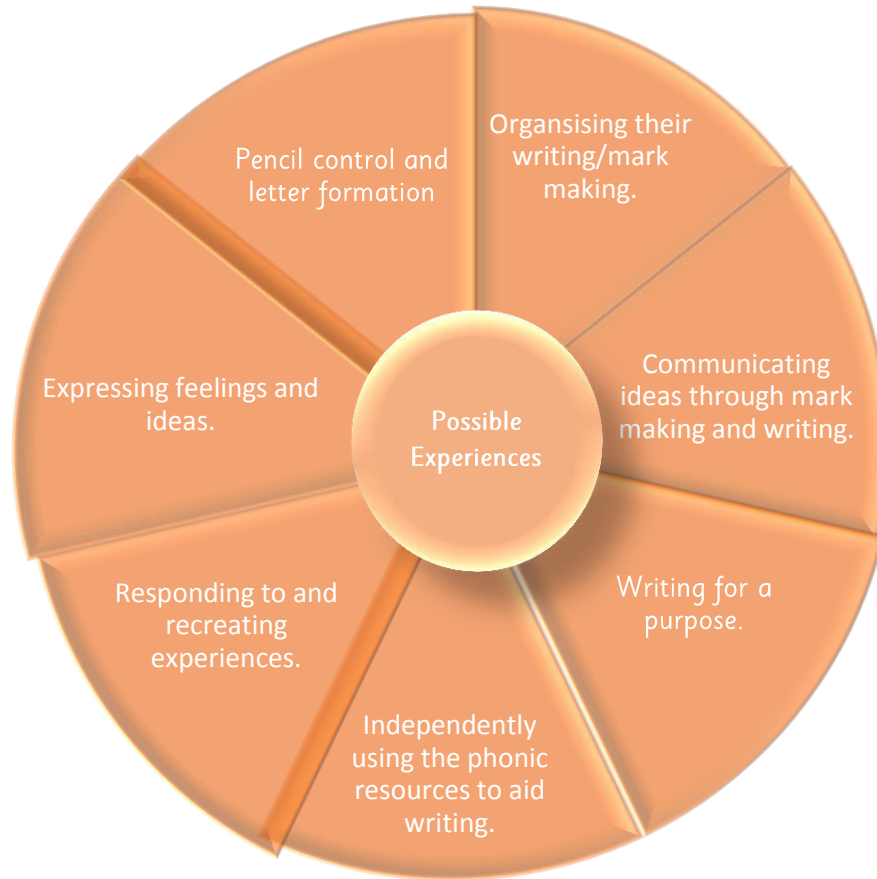 Possible
Experiences
Organsising their
writing/mark
making.
Communicating
ideas through mark
making and writing.
Writing for a
purpose.
Independently
using the phonic
resources to aid
writing.
Responding to and
recreating
experiences.
Expressing feelings and
ideas.
Pencil control and
letter formation